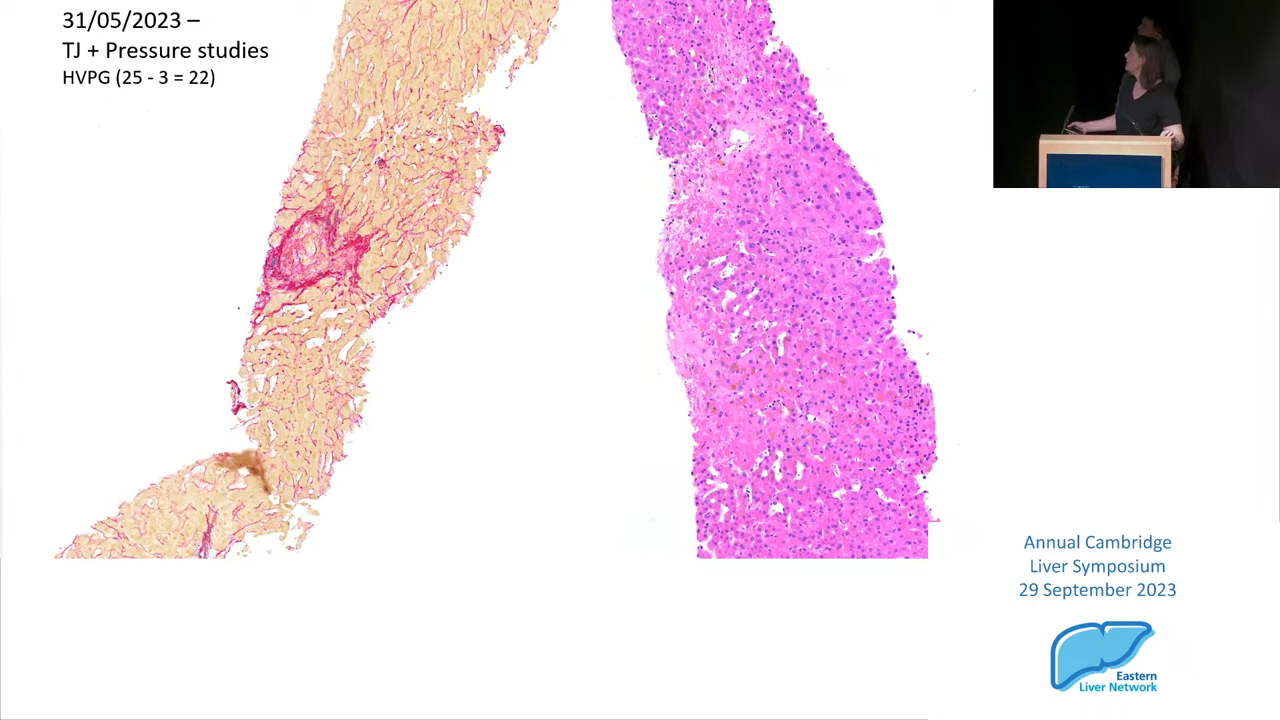 31/05/2023 –
TJ + Pressure studies
HVPG (25 - 3 = 22)
Annual Cambridge
Liver Symposium
29 September 2023
Eastern
Liver Network